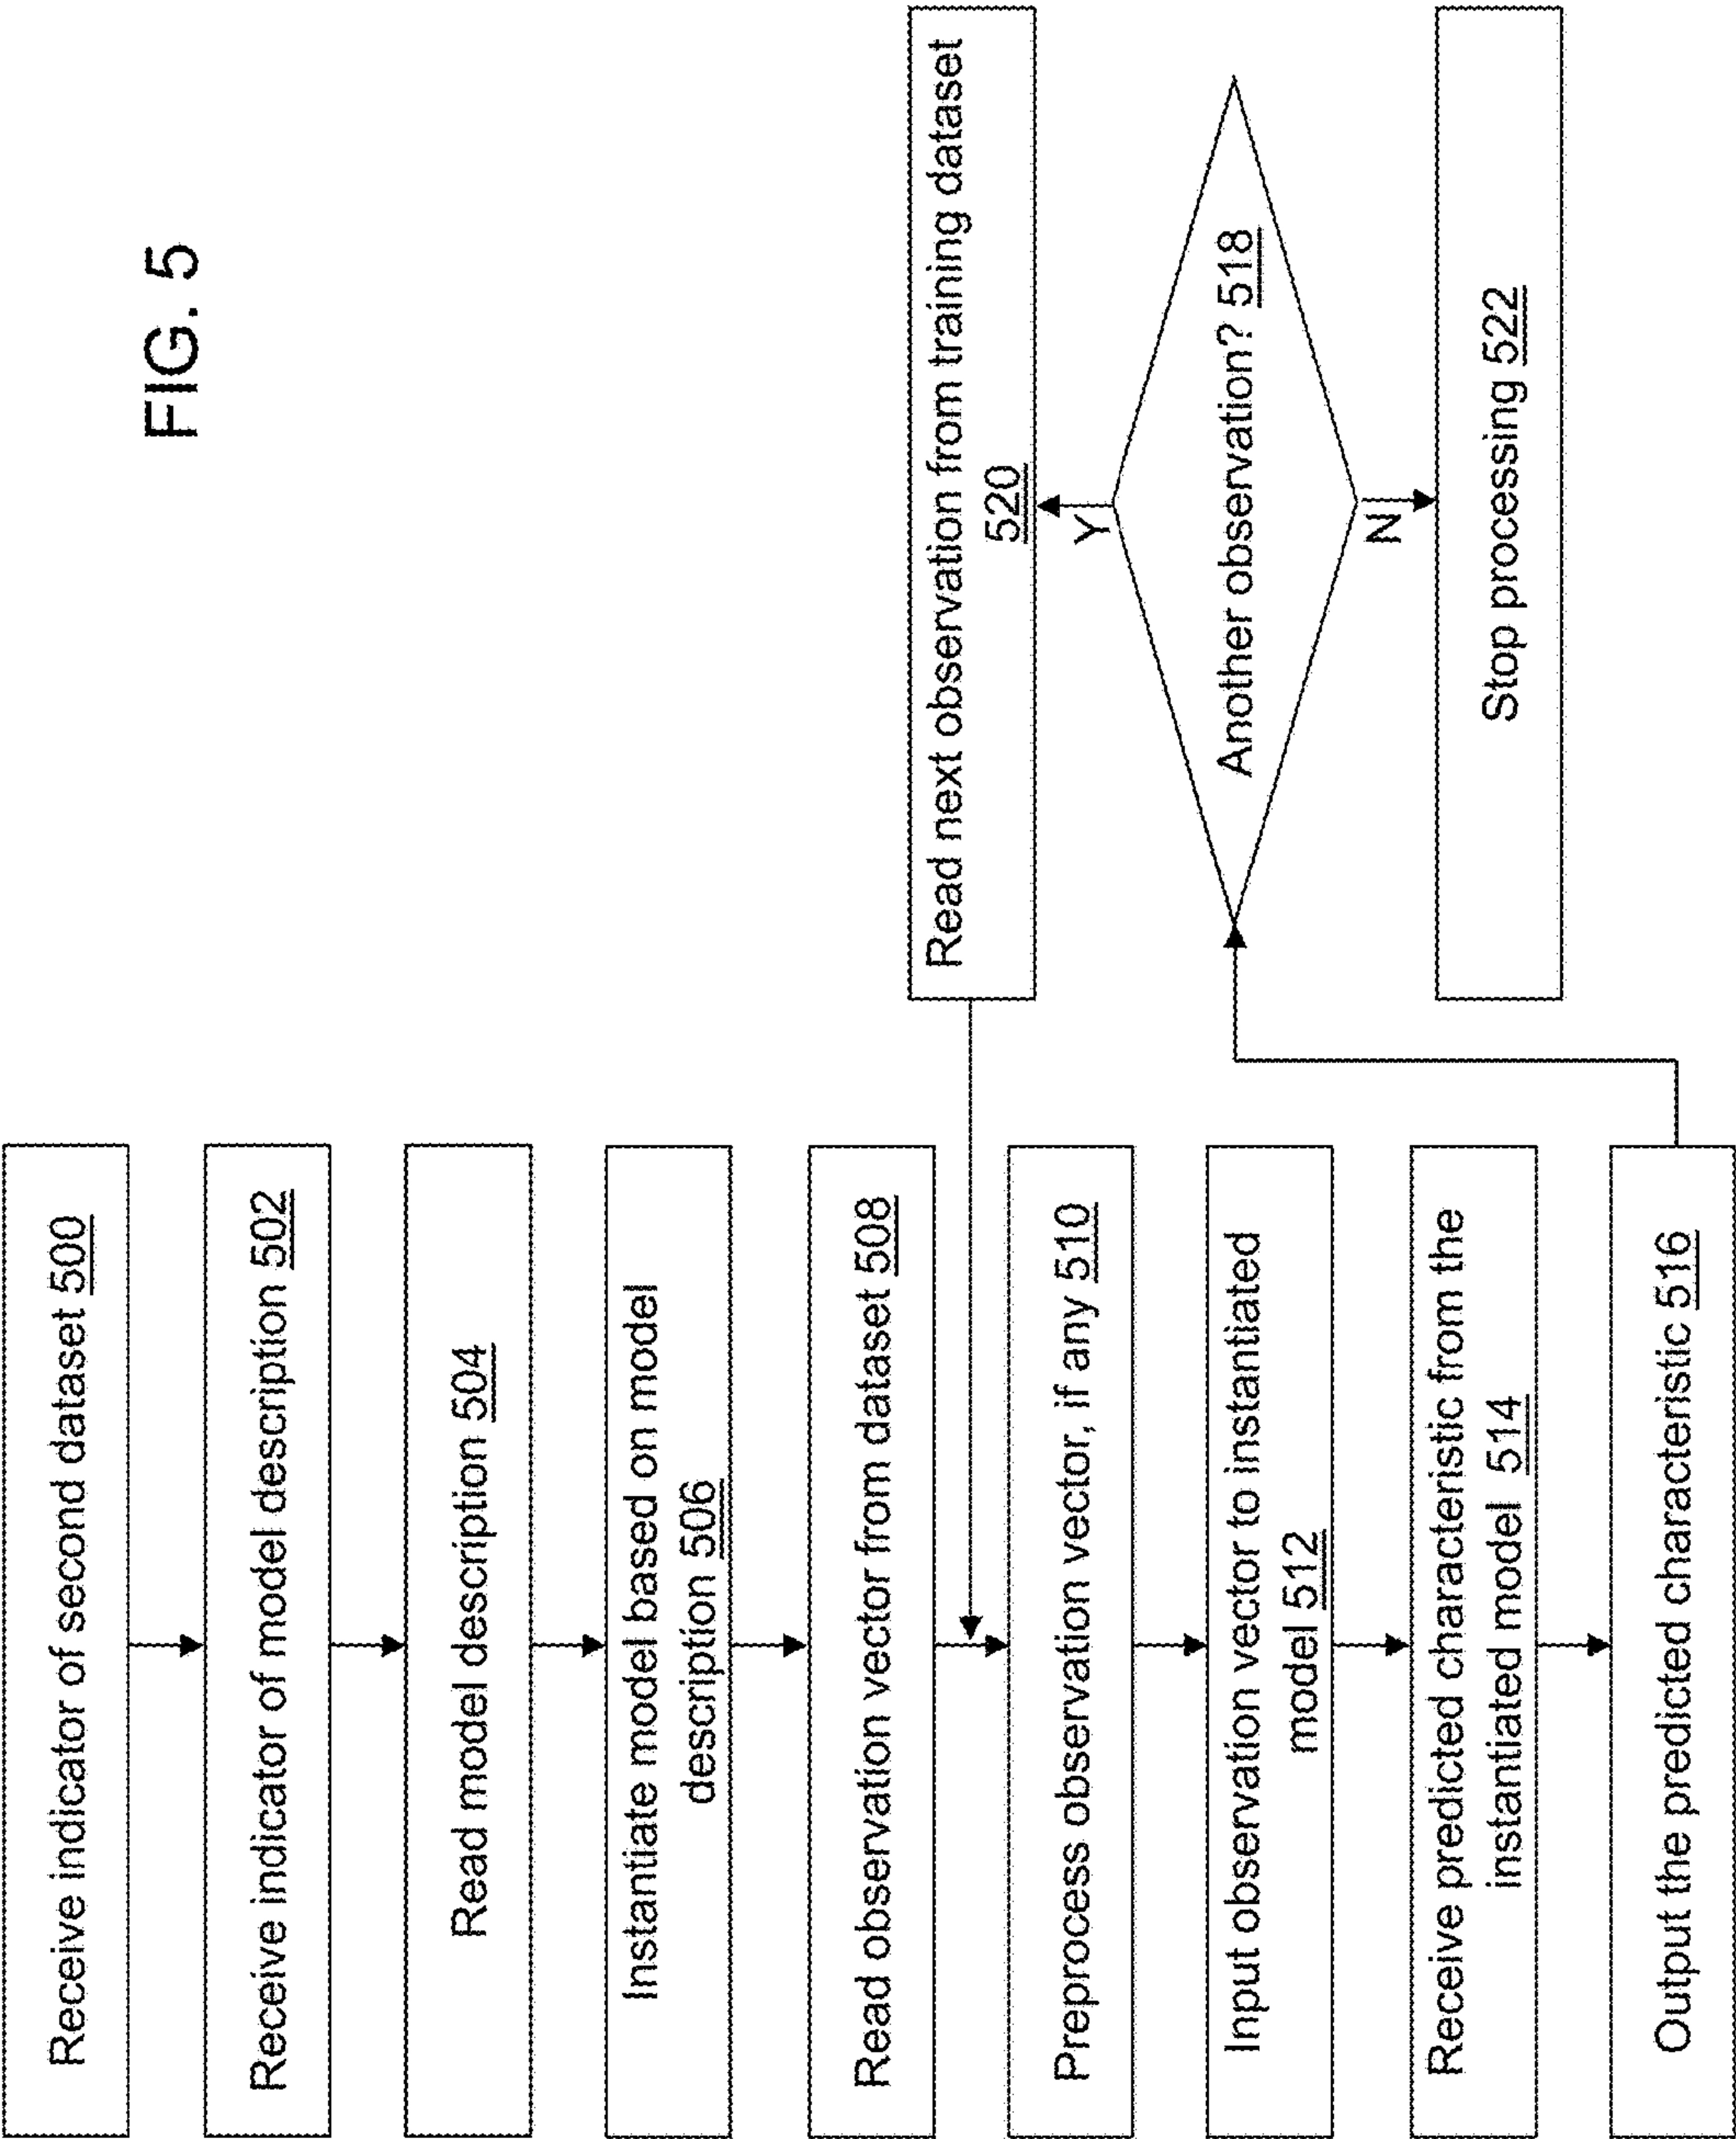 FIG. 5
Receive indicator of second dataset 500
Receive indicator of model description 502
Read model description 504
Instantiate model based on model
description 506
Read observation vector from dataset 508
Preprocess observation vector, if any 510
Input observation vector to instantiated
model 512
Receive predicted characteristic from the
instantiated model 514
Output the predicted characteristic 516
Read next observation from training dataset
520
Y
Another observation? 518
N
Stop processing 522